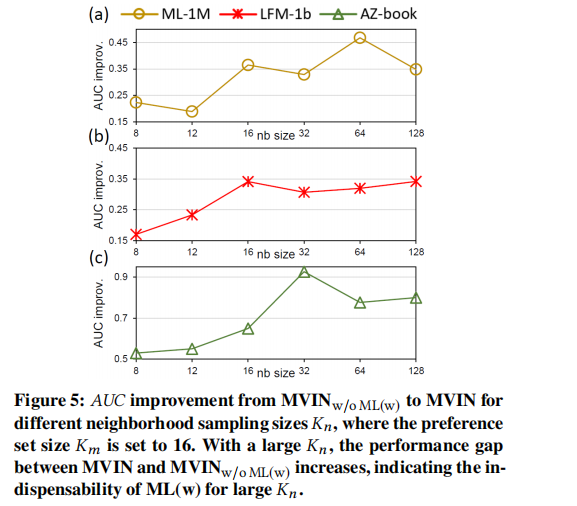 (a) ML-1M LFM-1b AZ-book
AUC improv.
0.45
0.35
0.25
0.15
8 12 16 32 64 128
nb size
(b)
AUC improv.
0.45
0.35
0.25
0.15
8 12 16 32 64 128
nb size
(c)
AUC improv.
0.9
0.7
0.5
8 12 16 32 64 128
nb size
Figure 5: AUC improvement from MVIN w/o ML(w) to MVIN for
different neighborhood sampling sizes Kn, where the preference
set size Km is set to 16. With a large Kn, the performance gap
between MVIN and MVIN w/o ML(w) increases, indicating the in-
dispensability of ML(w) for large Kn.